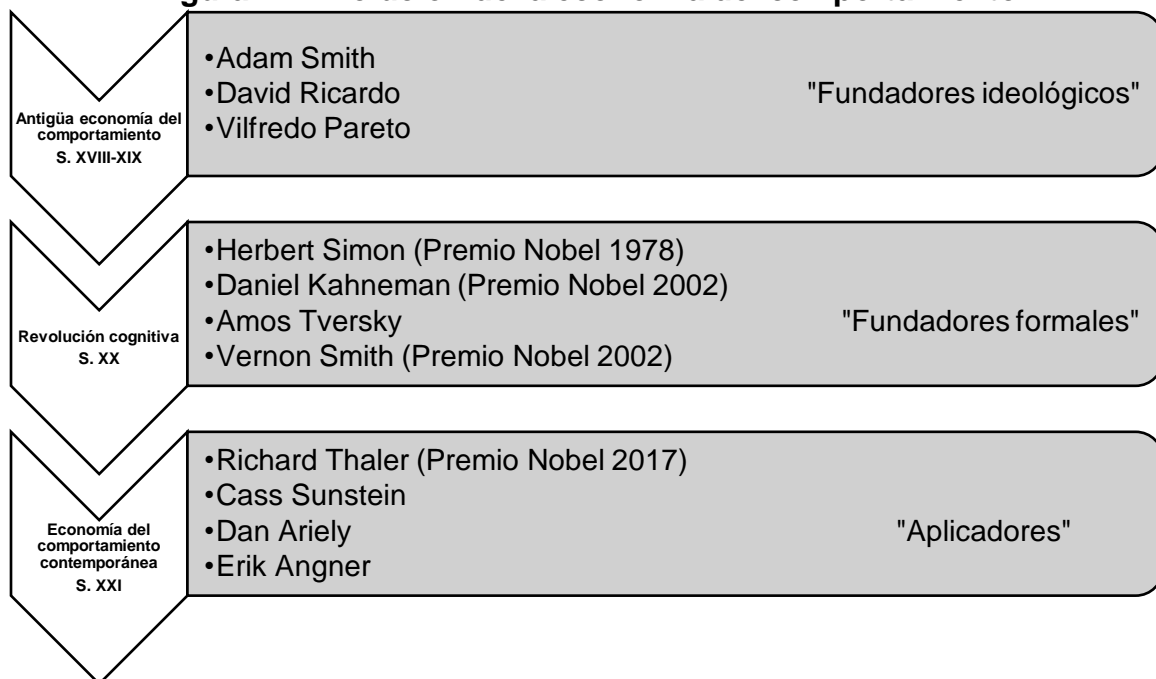 Antigüa economía del
comportamiento
S. XVIII-XIX
•Adam Smith
•David Ricardo
•Vilfredo Pareto
"Fundadores ideológicos"
Revolución cognitiva
S. XX
•Herbert Simon (Premio Nobel 1978)
•Daniel Kahneman (Premio Nobel 2002)
•Amos Tversky
•Vernon Smith (Premio Nobel 2002)
"Fundadores formales"
Economía del
comportamiento
contemporánea
S. XXI
•Richard Thaler (Premio Nobel 2017)
•Cass Sunstein
•Dan Ariely
•Erik Angner
"Aplicadores"